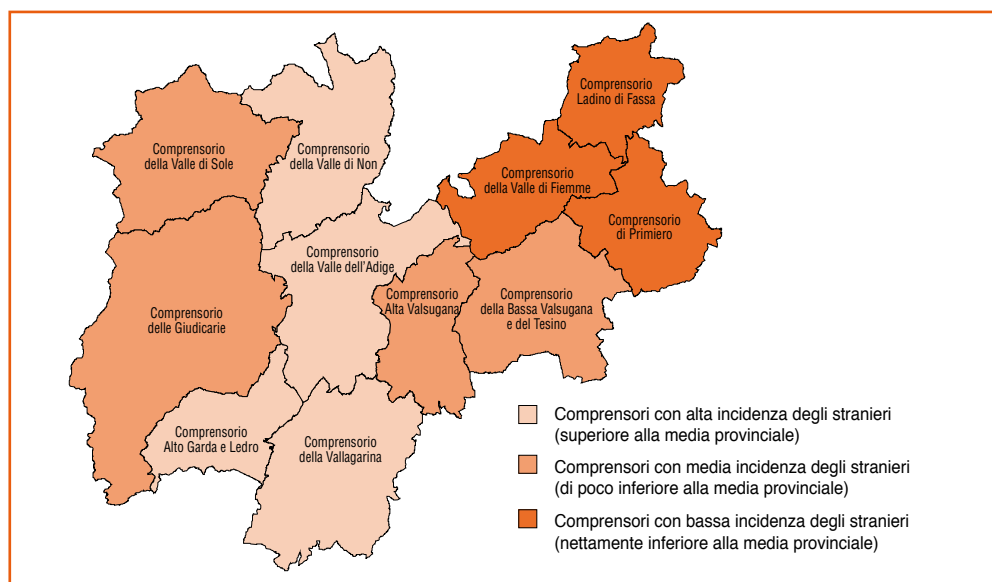 Comprensorio
Ladino di Fassa
Comprensorio
della Valle di Sole
Comprensorio
della Valle di Non
Comprensorio
della Valle di Fiemme
Comprensorio
di Primiero
Comprensorio
della Valle dell'Adige
Comprensorio
Alta Valsugana
Comprensorio
della Bassa Valsugana
e del Tesino
Comprensorio
delle Giudicarie
Comprensorio
Alto Garda e Ledro
Comprensorio
della Vallagarina
Comprensori con alta incidenza degli stranieri
(superiore alla media provinciale)
Comprensori con media incidenza degli stranieri
(di poco inferiore alla media provinciale)
Comprensori con bassa incidenza degli stranieri
(nettamente inferiore alla media provinciale)